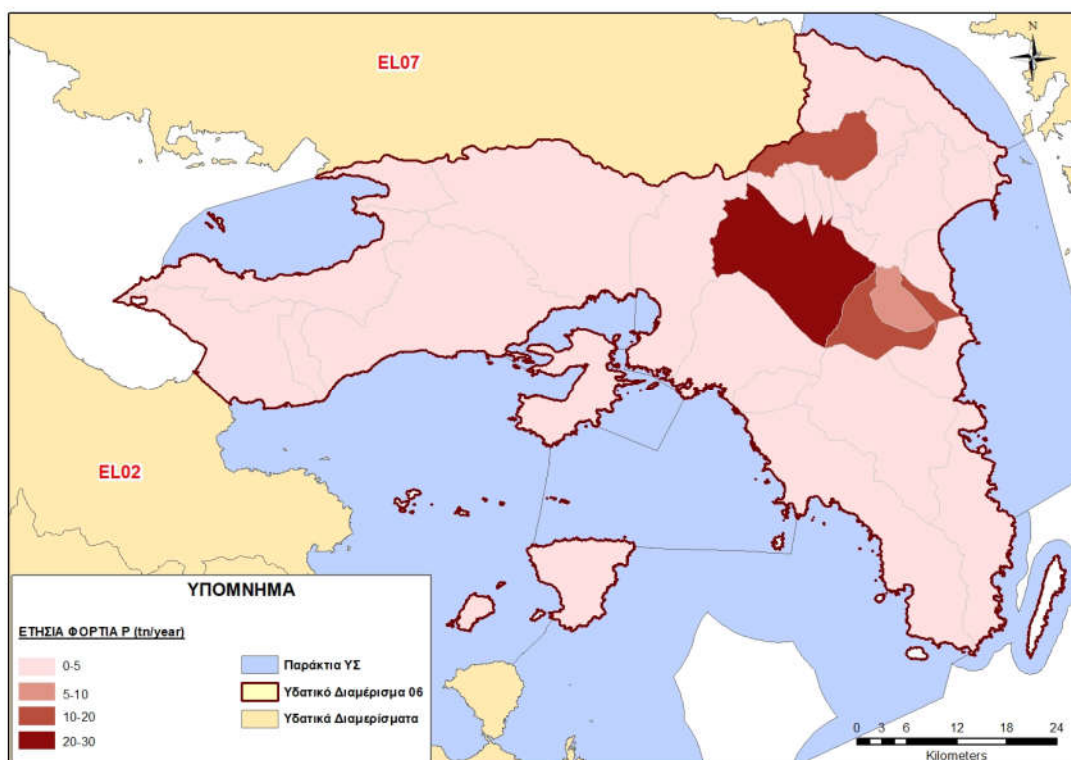 N
EL07
EL02
ΥΠΟΜΝΗΜΑ
ΕΤΗΣΙΑ ΦΟΡΤΙΑ P (tn/year)
0-5
5-10
10-20
20-30
Παράκτια ΥΣ
Υδατικό Διαμέρισμα 06
Υδατικά Διαμερίσματα
0 3 6 12 18 24
Kilometers